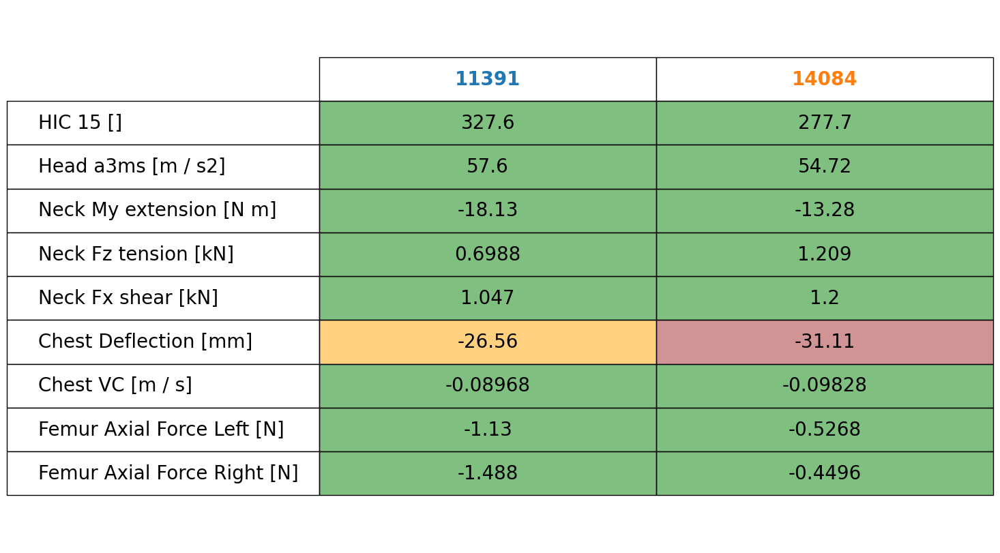 11391 14084
HIC 15 [] 327.6 277.7
Head a3ms [m / s2] 57.6 54.72
Neck My extension [N m] -18.13 -13.28
Neck Fz tension [kN] 0.6988 1.209
Neck Fx shear [kN] 1.047 1.2
Chest Deflection [mm] -26.56 -31.11
Chest VC [m / s] -0.08968 -0.09828
Femur Axial Force Left [N] -1.13 -0.5268
Femur Axial Force Right [N] -1.488 -0.4496